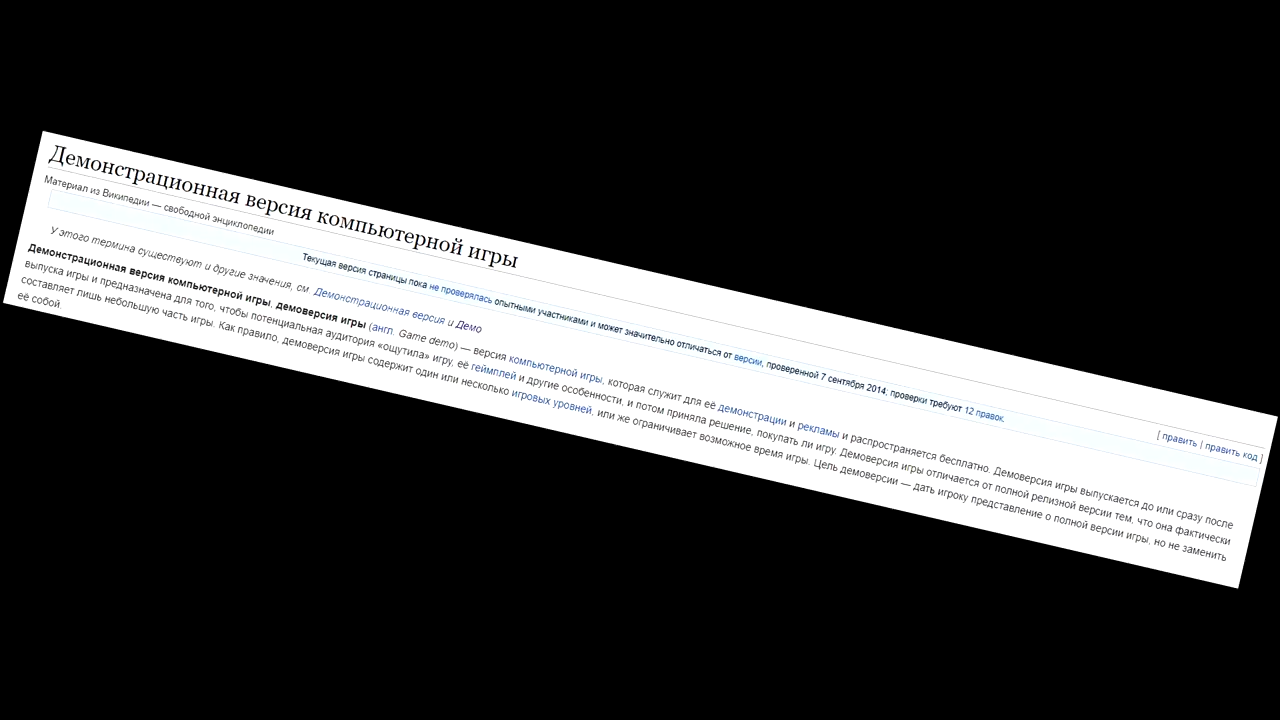 Демонстрационная версия компьютерной игры
[ править | править код ]
Материал из Википедии — свободной энциклопедии
Текущая версия страницы пока не проверялась опытными участниками и может значительно отличаться от версии, проверенной 7 сентября 2014; проверки требуют 12 правок.
У этого термина существуют и другие значения, см. Демонстрационная версия и Демо
Демонстрационная версия компьютерной игры, демоверсия игры (англ. Game demo) — версия компьютерной игры, которая служит для её демонстрации и рекламы и распространяется бесплатно. Демоверсия игры выпускается до или сразу после
выпуска игры и предназначена для того, чтобы потенциальная аудитория «ощутила» игру, её геймплей и другие особенности, и потом приняла решение, покупать ли игру. Демоверсия игры отличается от полной релизной версии тем, что она фактически
составляет лишь небольшую часть игры. Как правило, демоверсия игры содержит один или несколько игровых уровней, или же ограничивает возможное время игры. Цель демоверсии — дать игроку представление о полной версии игры, но не заменить
её собой.